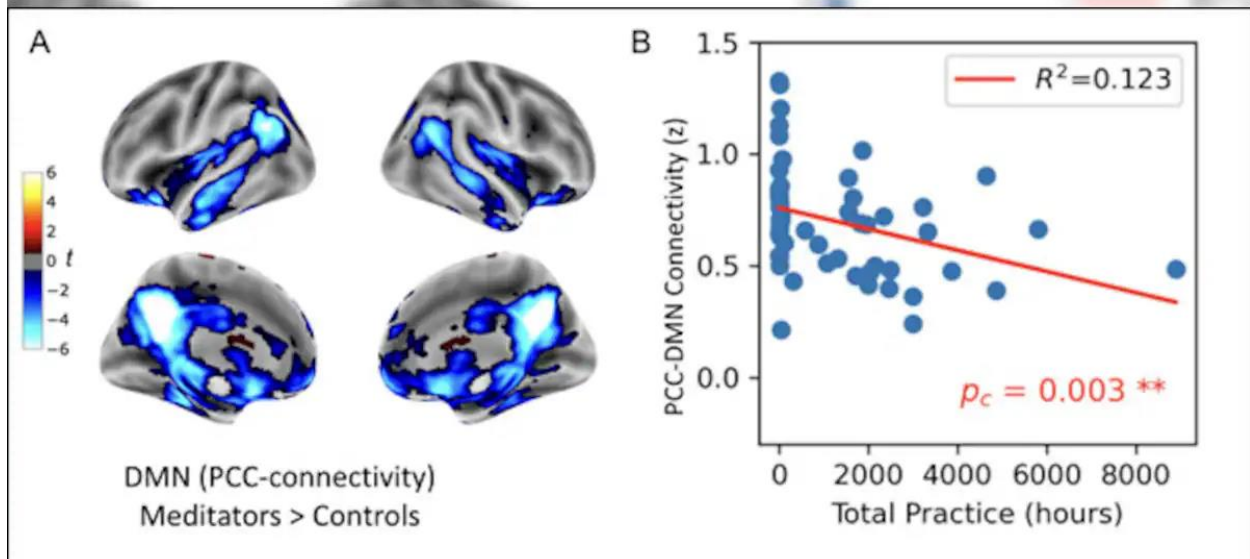 A
6
4
2
0 t
−2
−4
−6
DMN (PCC-connectivity)
Meditators > Controls
B
PCC-DMN Connectivity (z)
1.5
1.0
0.5
0.0
R²=0.123
p_c = 0.003 **
0 2000 4000 6000 8000
Total Practice (hours)